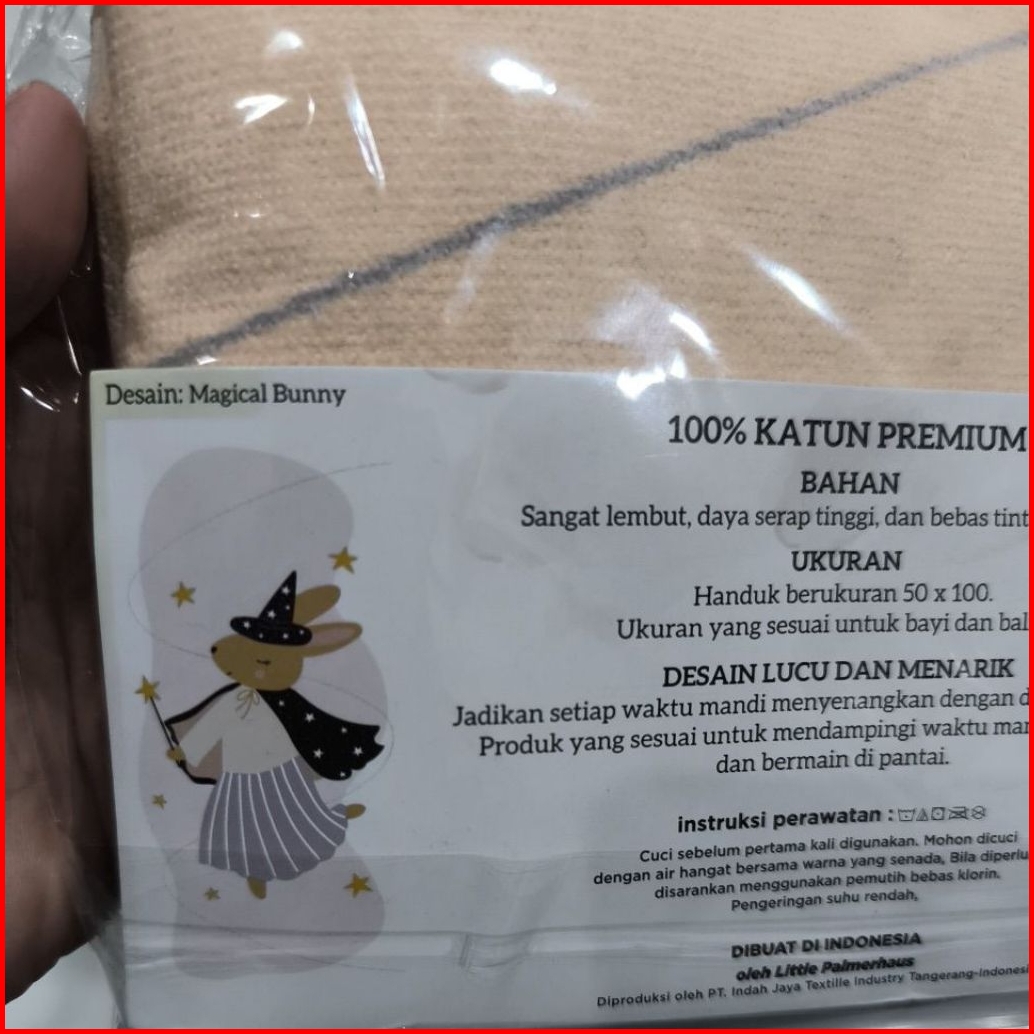 Desain: Magical Bunny
100% KATUN PREMIUM
BAHAN
Sangat lembut, daya serap tinggi, dan bebas
UKURAN
Handuk berukuran 50 x 100.
Ukuran yang sesuai untuk bayi dan
DESAIN LUCU DAN MENARIK
Jadikan setiap waktu mandi menyenangkan dengan
Produk yang sesuai untuk mendampingi waktu
dan bermain di pantai.
instruksi perawatan :
Cuci sebelum pertama kali digunakan. Mohon dicuci
dengan air hangat bersama warna yang senada, Bila
disarankan menggunakan pemutih bebas klorin.
Pengeringan suhu rendah,
DIBUAT DI INDONESIA
oleh Little Palmerhaus
Diproduksi oleh PT. Indah Jaya Textille Industry Tangerang-Indonesi